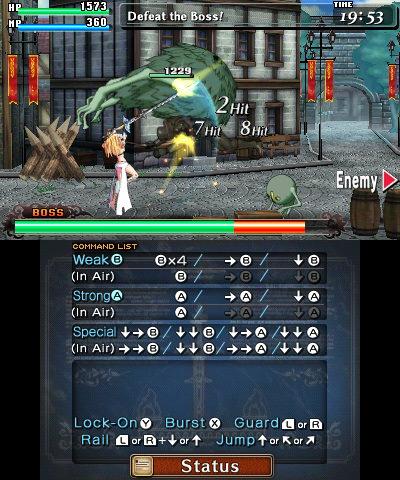 HP 1573 Defeat the Boss! TIME
MP 360 19:53
1229
2Hit
7Hit 8Hit
Enemy
BOSS
COMMAND LIST
Weak B B×4 / →B / ↓B
(In Air) B / →B / ↓B
Strong A A / →A / ↓A
(In Air) A / →A / ↓A
Special ↓→B / ↓↓B / ↓→A / ↓↓A
(In Air) →→B / ↓↓B / ↓→A / ↓↓A
Lock-On Y Burst X Guard L or R
Rail L or R + ↓ or ↑ Jump ↑ or ↖ or ↗
Status